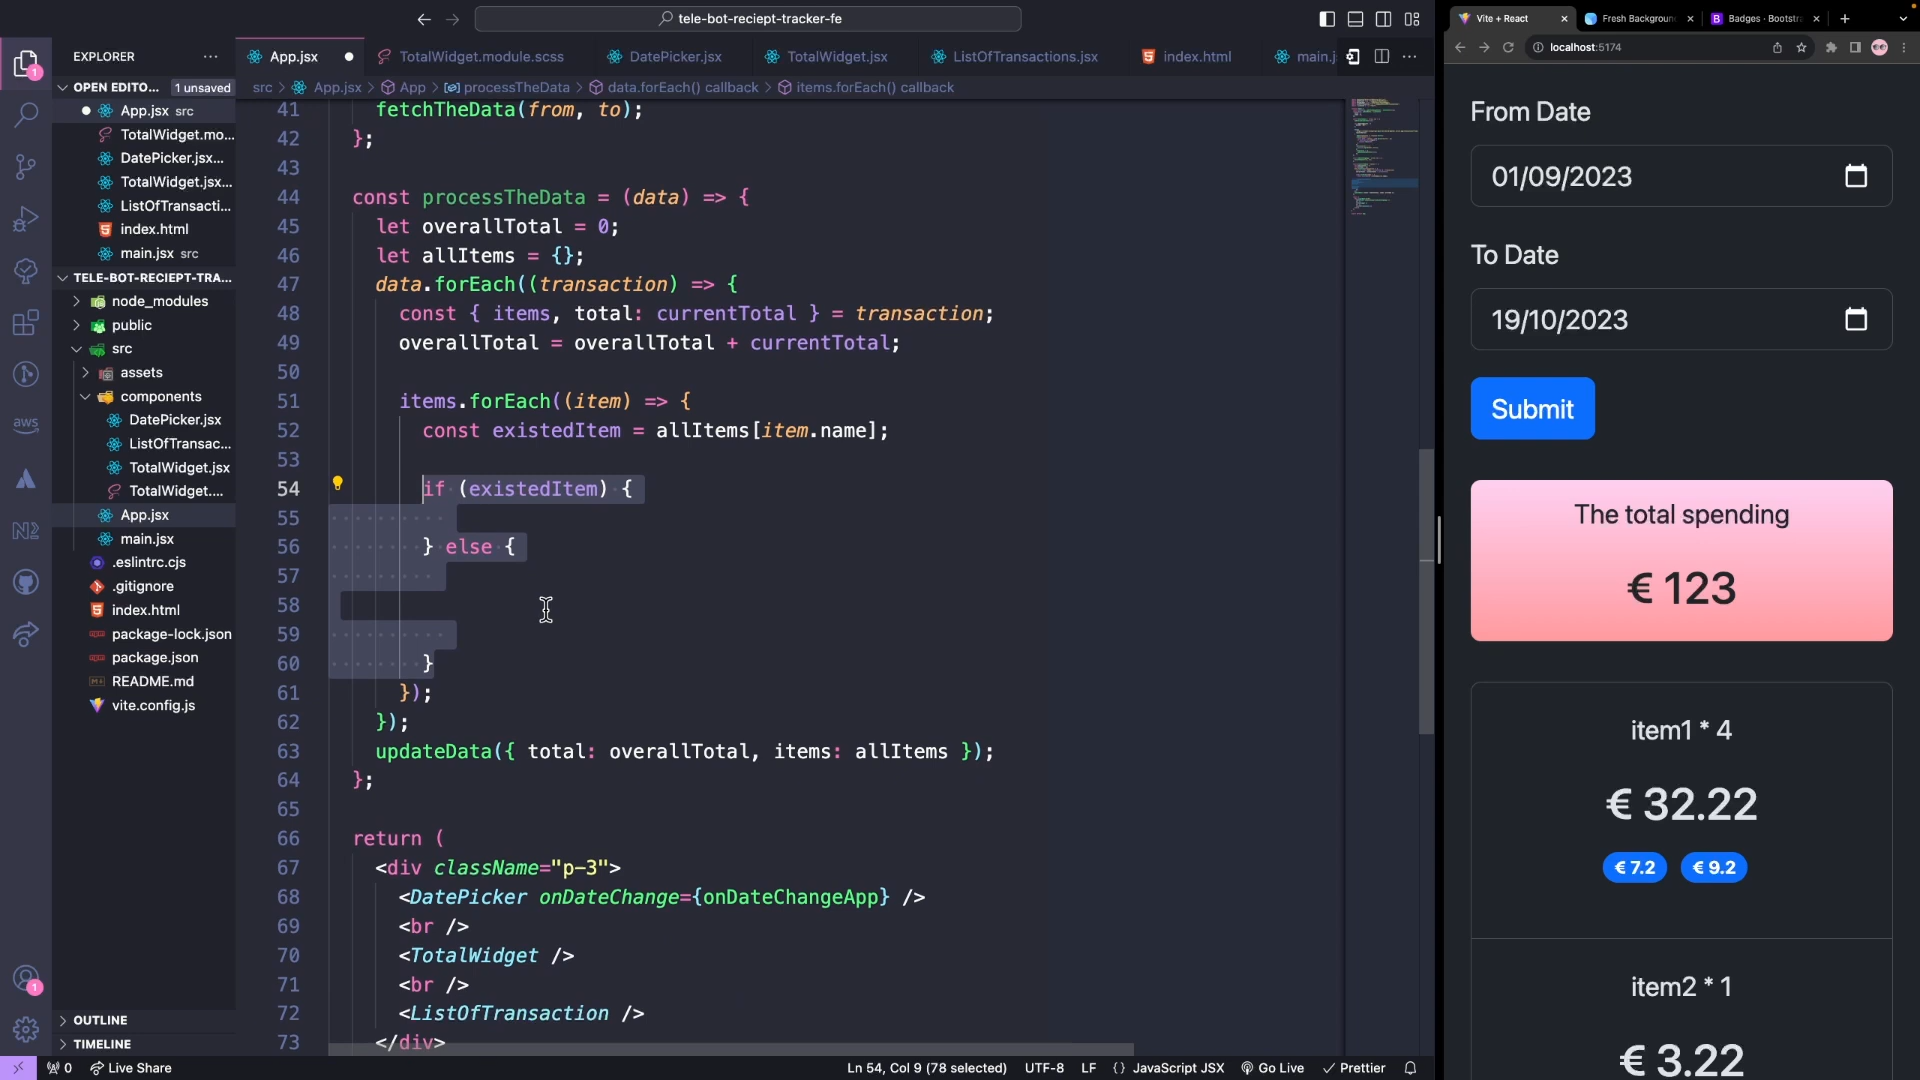 tele-bot-reciept-tracker-fe
Vite + React
Fresh Backgroun
Badges · Bootstra
localhost:5174
1
EXPLORER
App.jsx
TotalWidget.module.scss
DatePicker.jsx
TotalWidget.jsx
ListOfTransactions.jsx
index.html
main.j
OPEN EDITO... 1 unsaved
App.jsx src
TotalWidget.mo...
DatePicker.jsx...
TotalWidget.jsx...
ListOfTransacti...
index.html
main.jsx src
TELE-BOT-RECIEPT-TRA...
node_modules
public
src
assets
components
DatePicker.jsx
ListOfTransac...
TotalWidget.jsx
TotalWidget....
App.jsx
main.jsx
.eslintrc.cjs
.gitignore
index.html
package-lock.json
package.json
README.md
vite.config.js
OUTLINE
TIMELINE
aws
N2
1
src > App.jsx > App > processTheData > data.forEach() callback > items.forEach() callback
41 fetchTheData(from, to);
42 };
43
44 const processTheData = (data) => {
45 let overallTotal = 0;
46 let allItems = {};
47 data.forEach((transaction) => {
48 const { items, total: currentTotal } = transaction;
49 overallTotal = overallTotal + currentTotal;
50
51 items.forEach((item) => {
52 const existedItem = allItems[item.name];
53
54 if (existedItem) {
55
56 } else {
57
58
59
60 }
61 });
62 });
63 updateData({ total: overallTotal, items: allItems });
64 };
65
66 return (
67 <div className="p-3">
68 <DatePicker onDateChange={onDateChangeApp} />
69 <br />
70 <TotalWidget />
71 <br />
72 <ListOfTransaction />
73 </div>
From Date
01/09/2023
To Date
19/10/2023
Submit
The total spending
€ 123
item1 * 4
€ 32.22
€ 7.2 € 9.2
item2 * 1
€ 3.22
0 Live Share
Ln 54, Col 9 (78 selected) UTF-8 LF {} JavaScript JSX Go Live Prettier